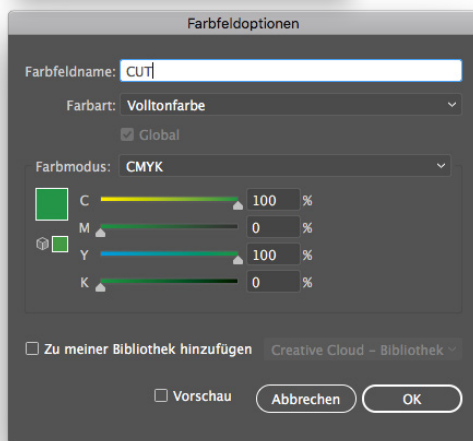 Farbfeldoptionen
Farbfeldname: CUT
Farbart: Volltonfarbe
Global
Farbmodus: CMYK
C 100 %
M 0 %
Y 100 %
K 0 %
Zu meiner Bibliothek hinzufügen Creative Cloud – Bibliothek
Vorschau Abbrechen OK